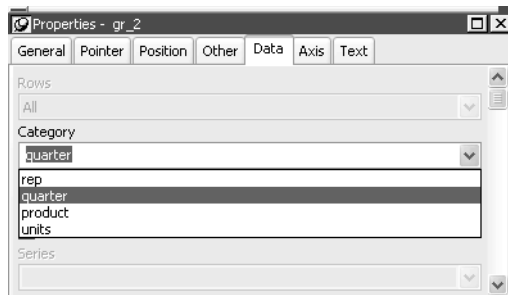 Properties - gr_2
General Pointer Position Other Data Axis Text
Rows
All
Category
quarter
rep
quarter
product
units
Series